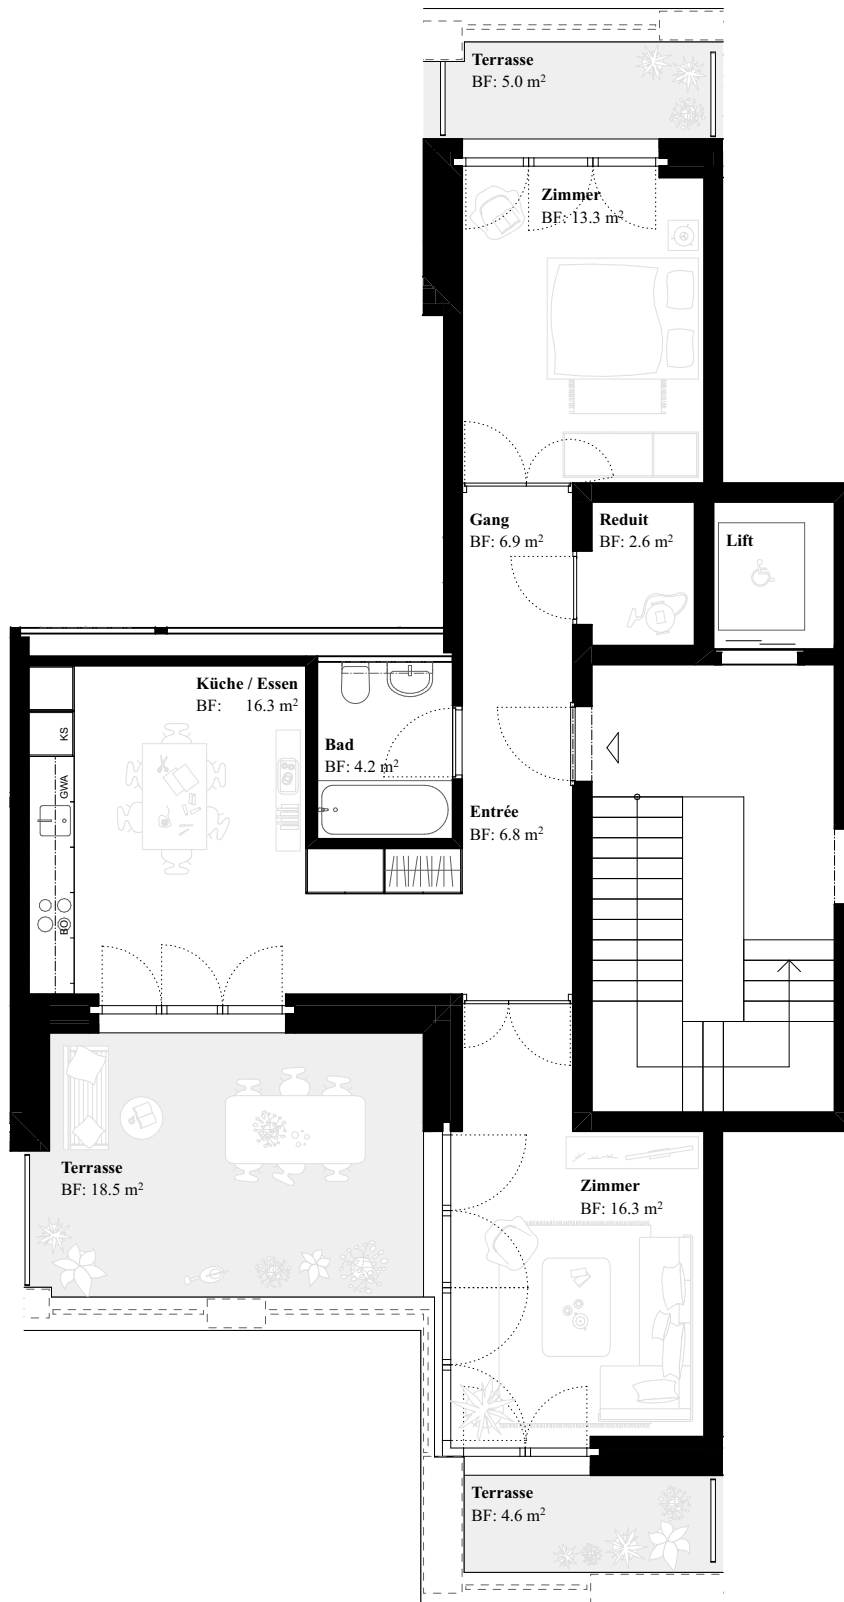 Terrasse
BF: 5.0 m²
Zimmer
BF: 13.3 m²
Gang
BF: 6.9 m²
Reduit
BF: 2.6 m²
Lift
Küche / Essen
BF: 16.3 m²
KS
GWA
BO
Bad
BF: 4.2 m²
Entrée
BF: 6.8 m²
Terrasse
BF: 18.5 m²
Zimmer
BF: 16.3 m²
Terrasse
BF: 4.6 m²